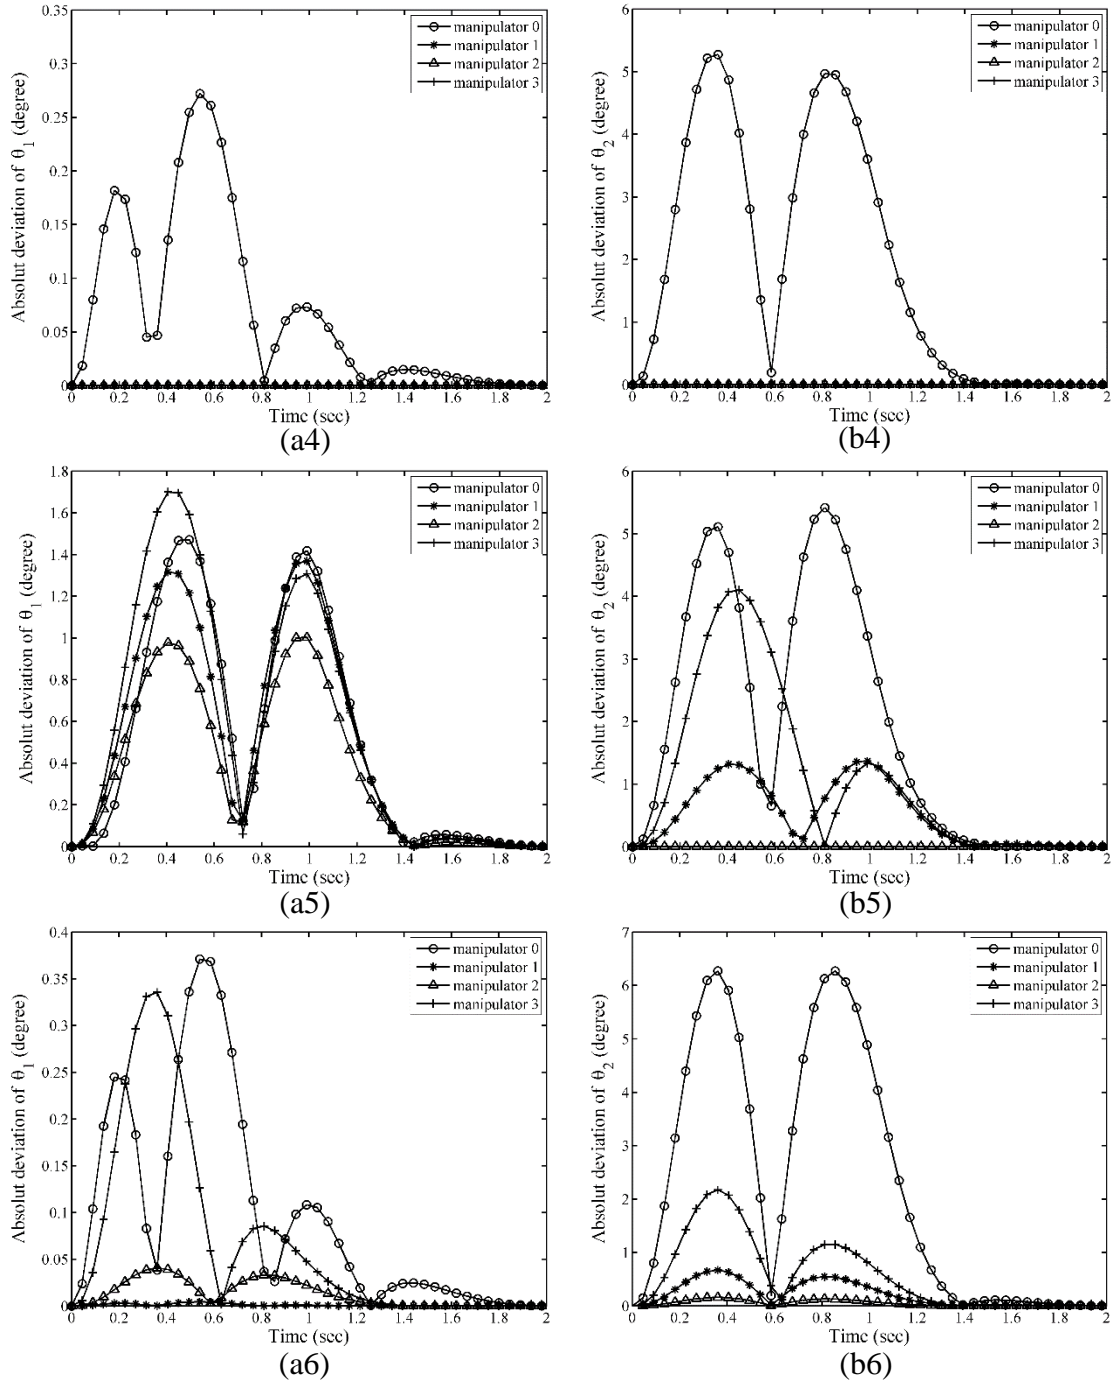 Absolut deviation of θ1 (degree)
0.35
0.3
0.25
0.2
0.15
0.1
0.05
0
manipulator 0
manipulator 1
manipulator 2
manipulator 3
0 0.2 0.4 0.6 0.8 1 1.2 1.4 1.6 1.8 2
Time (sec)
(a4)
Absolut deviation of θ2 (degree)
6
5
4
3
2
1
0
manipulator 0
manipulator 1
manipulator 2
manipulator 3
0 0.2 0.4 0.6 0.8 1 1.2 1.4 1.6 1.8 2
Time (sec)
(b4)
Absolut deviation of θ1 (degree)
1.8
1.6
1.4
1.2
1
0.8
0.6
0.4
0.2
0
manipulator 0
manipulator 1
manipulator 2
manipulator 3
0 0.2 0.4 0.6 0.8 1 1.2 1.4 1.6 1.8 2
Time (sec)
(a5)
Absolut deviation of θ2 (degree)
6
5
4
3
2
1
0
manipulator 0
manipulator 1
manipulator 2
manipulator 3
0 0.2 0.4 0.6 0.8 1 1.2 1.4 1.6 1.8 2
Time (sec)
(b5)
Absolut deviation of θ1 (degree)
0.4
0.35
0.3
0.25
0.2
0.15
0.1
0.05
0
manipulator 0
manipulator 1
manipulator 2
manipulator 3
0 0.2 0.4 0.6 0.8 1 1.2 1.4 1.6 1.8 2
Time (sec)
(a6)
Absolut deviation of θ2 (degree)
7
6
5
4
3
2
1
0
manipulator 0
manipulator 1
manipulator 2
manipulator 3
0 0.2 0.4 0.6 0.8 1 1.2 1.4 1.6 1.8 2
Time (sec)
(b6)